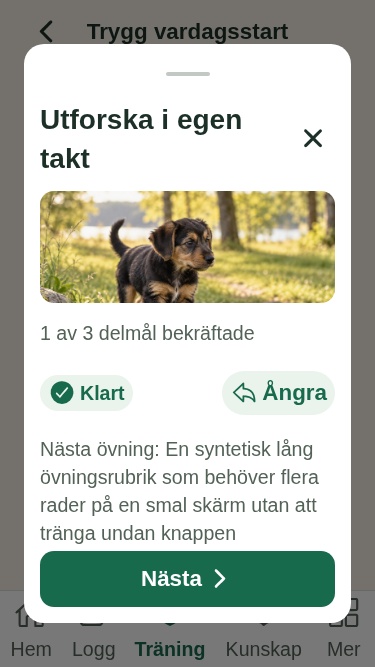 Trygg vardagsstart
Utforska i egen
takt
1 av 3 delmål bekräftade
Klart
Ångra
Nästa övning: En syntetisk lång
övningsrubrik som behöver flera
rader på en smal skärm utan att
tränga undan knappen
Nästa
Hem Logg Träning Kunskap Mer